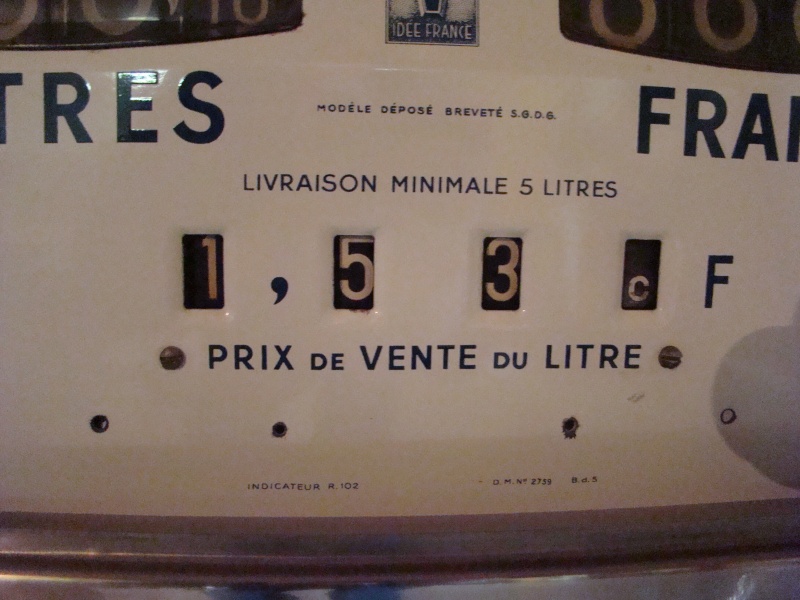 IDÉE FRANCE
TRES FRAN
MODÈLE DÉPOSÉ BREVETÉ S.G.D.G.
LIVRAISON MINIMALE 5 LITRES
1,53 c F
PRIX DE VENTE DU LITRE
INDICATEUR R.102 D.M. Nº 2739 B.d.5